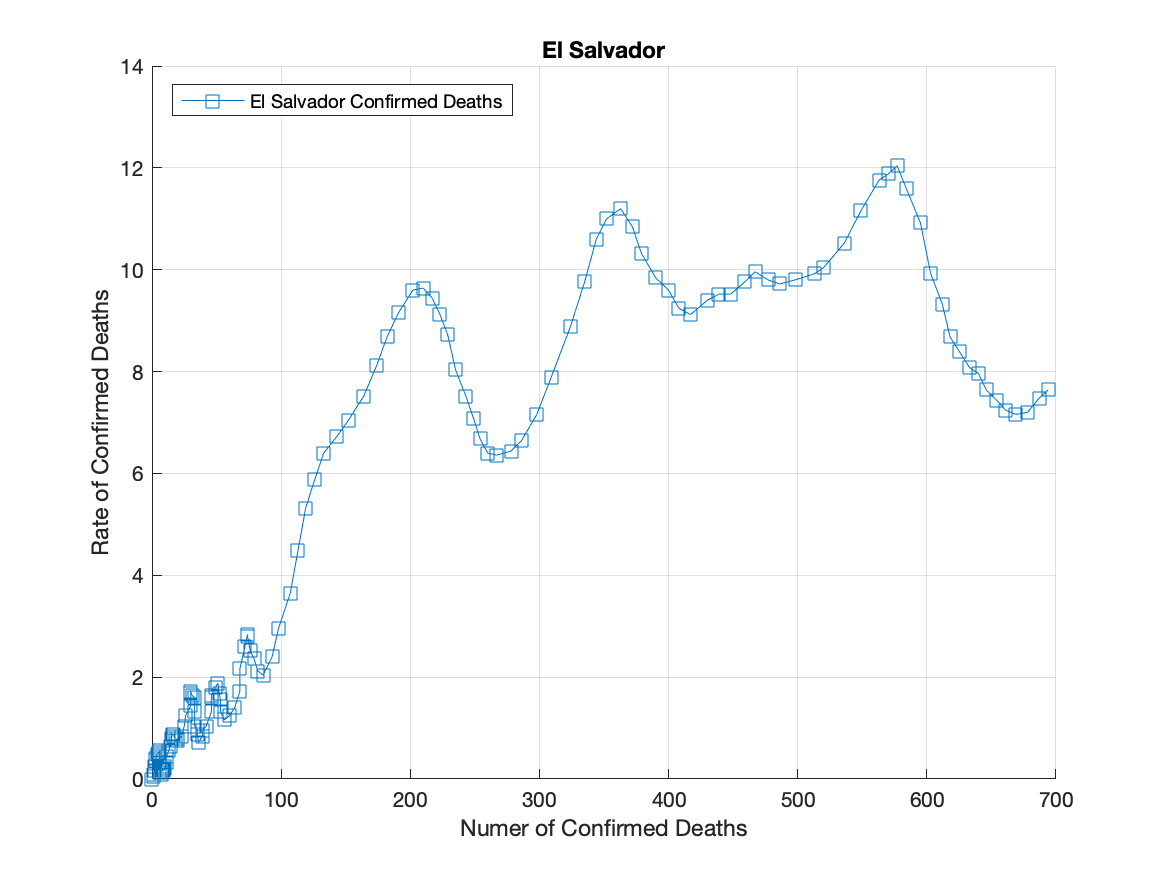 El Salvador
El Salvador Confirmed Deaths
14
12
10
8
6
4
2
0
Rate of Confirmed Deaths
0 100 200 300 400 500 600 700
Numer of Confirmed Deaths